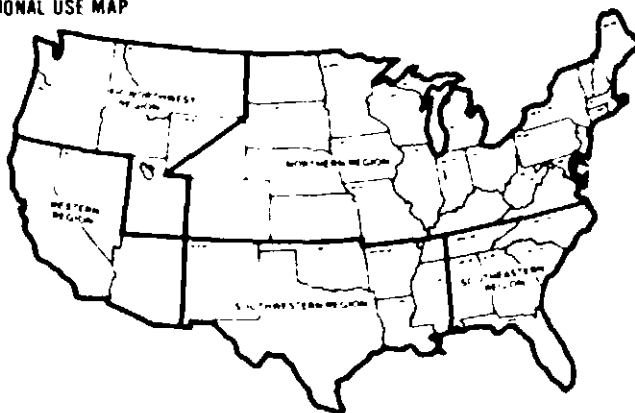 IONAL USE MAP
NORTHWEST
REGION
NORTHERN REGION
WESTERN
REGION
SOUTHWESTERN REGION
SOUTHEASTERN
REGION